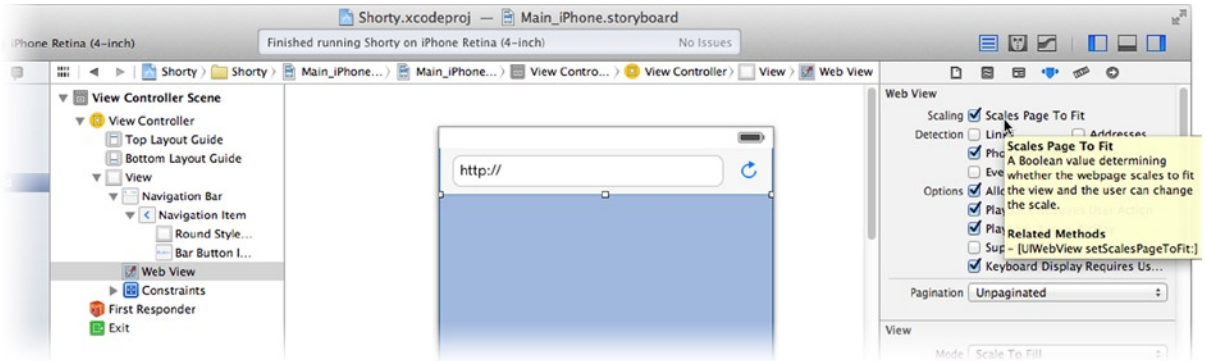 Shorty.xcodeproj — Main_iPhone.storyboard
iPhone Retina (4-inch)
Finished running Shorty on iPhone Retina (4-inch) No Issues
Shorty Shorty Main_iPhone... Main_iPhone... View Contro... View Controller View Web View
View Controller Scene
View Controller
Top Layout Guide
Bottom Layout Guide
View
Navigation Bar
Navigation Item
Round Style...
Bar Button I...
Web View
Constraints
First Responder
Exit
http://
Web View
Scaling Scales Page To Fit
Detection Links Addresses
Scales Page To Fit
A Boolean value determining
whether the webpage scales to fit
the view and the user can change
the scale.
Related Methods
- [UIWebView setScalesPageToFit:]
Options
Keyboard Display Requires Us...
Pagination Unpaginated
View
Mode Scale To Fill